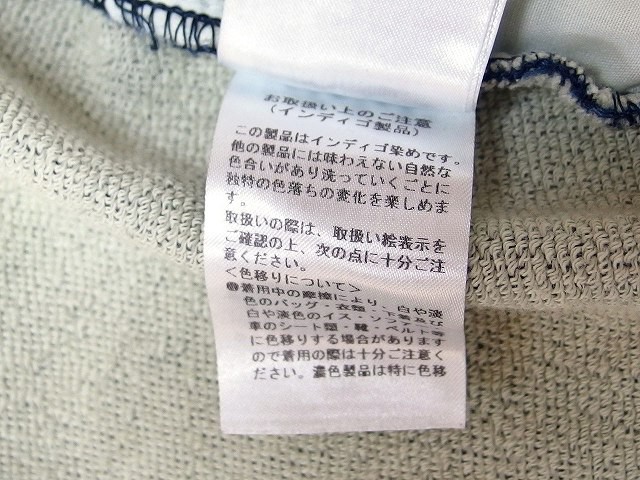 お取扱い上のご注意
(インディゴ製品)
この製品はインディゴ染めです。
他の製品には味わえない自然な
色合いがあり洗っていくごとに
独特の色落ちの変化を楽しめま
す。
取扱いの際は、取扱い絵表示を
ご確認の上、次の点に十分ご注
意ください。
<色移りについて>
●着用中の摩擦により、白や淡
色のバッグ・衣類・下着及び
白や淡色のイス・ソファ
車のシート類・靴・ベルト等
に色移りする場合があります
ので着用の際は十分ご注意く
ださい。濃色製品は特に色移